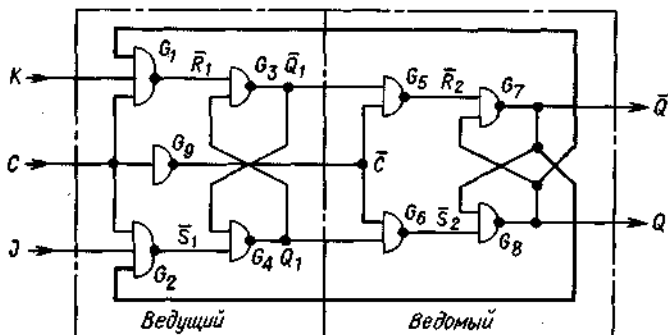 G₁
R̅₁
G₃
Q̅₁
G₅
R̅₂
G₇
K
Q̅
C
G₉
C̅
J
S̅₁
G₂
G₄
Q₁
G₆
S̅₂
G₈
Q
Ведущий
Ведомый